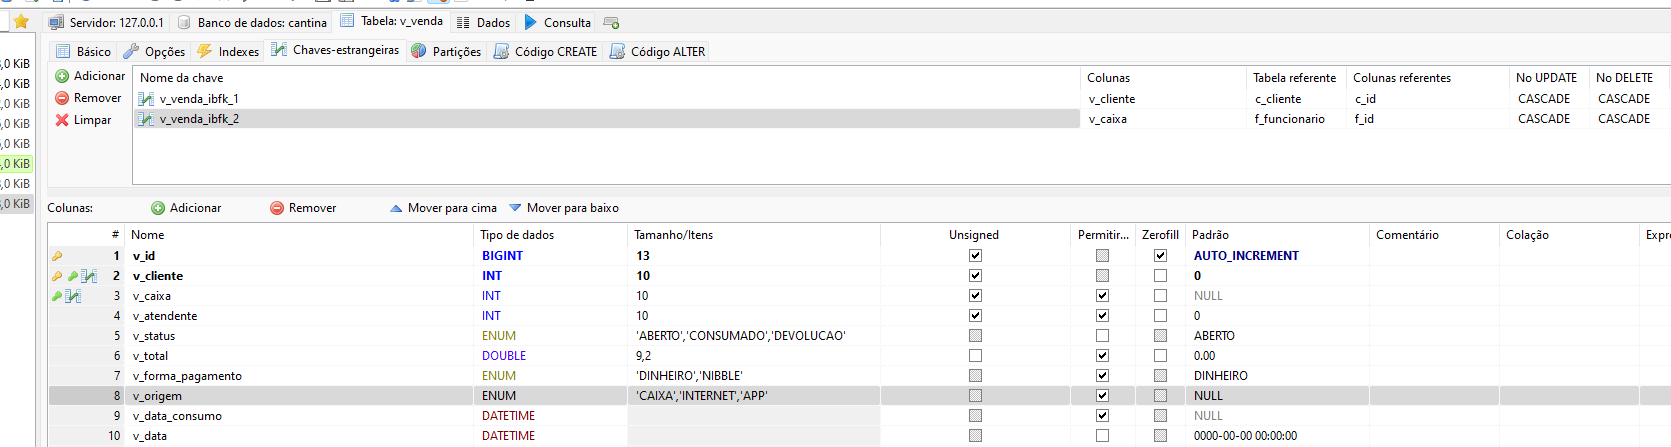 Servidor: 127.0.0.1 Banco de dados: cantina Tabela: v_venda Dados Consulta
Básico Opções Indexes Chaves-estrangeiras Partições Código CREATE Código ALTER
,0 KiB
Adicionar Nome da chave Colunas Tabela referente Colunas referentes No UPDATE No DELETE
,0 KiB
Remover v_venda_ibfk_1 v_cliente c_cliente c_id CASCADE CASCADE
,0 KiB
Limpar v_venda_ibfk_2 v_caixa f_funcionario f_id CASCADE CASCADE
,0 KiB
,0 KiB
,0 KiB
,0 KiB
,0 KiB
Colunas: Adicionar Remover Mover para cima Mover para baixo
# Nome Tipo de dados Tamanho/Itens Unsigned Permitir... Zerofill Padrão Comentário Colação Expre
1 v_id BIGINT 13 AUTO_INCREMENT
2 v_cliente INT 10 0
3 v_caixa INT 10 NULL
4 v_atendente INT 10 0
5 v_status ENUM 'ABERTO','CONSUMADO','DEVOLUCAO' ABERTO
6 v_total DOUBLE 9,2 0.00
7 v_forma_pagamento ENUM 'DINHEIRO','NIBBLE' DINHEIRO
8 v_origem ENUM 'CAIXA','INTERNET','APP' NULL
9 v_data_consumo DATETIME NULL
10 v_data DATETIME 0000-00-00 00:00:00